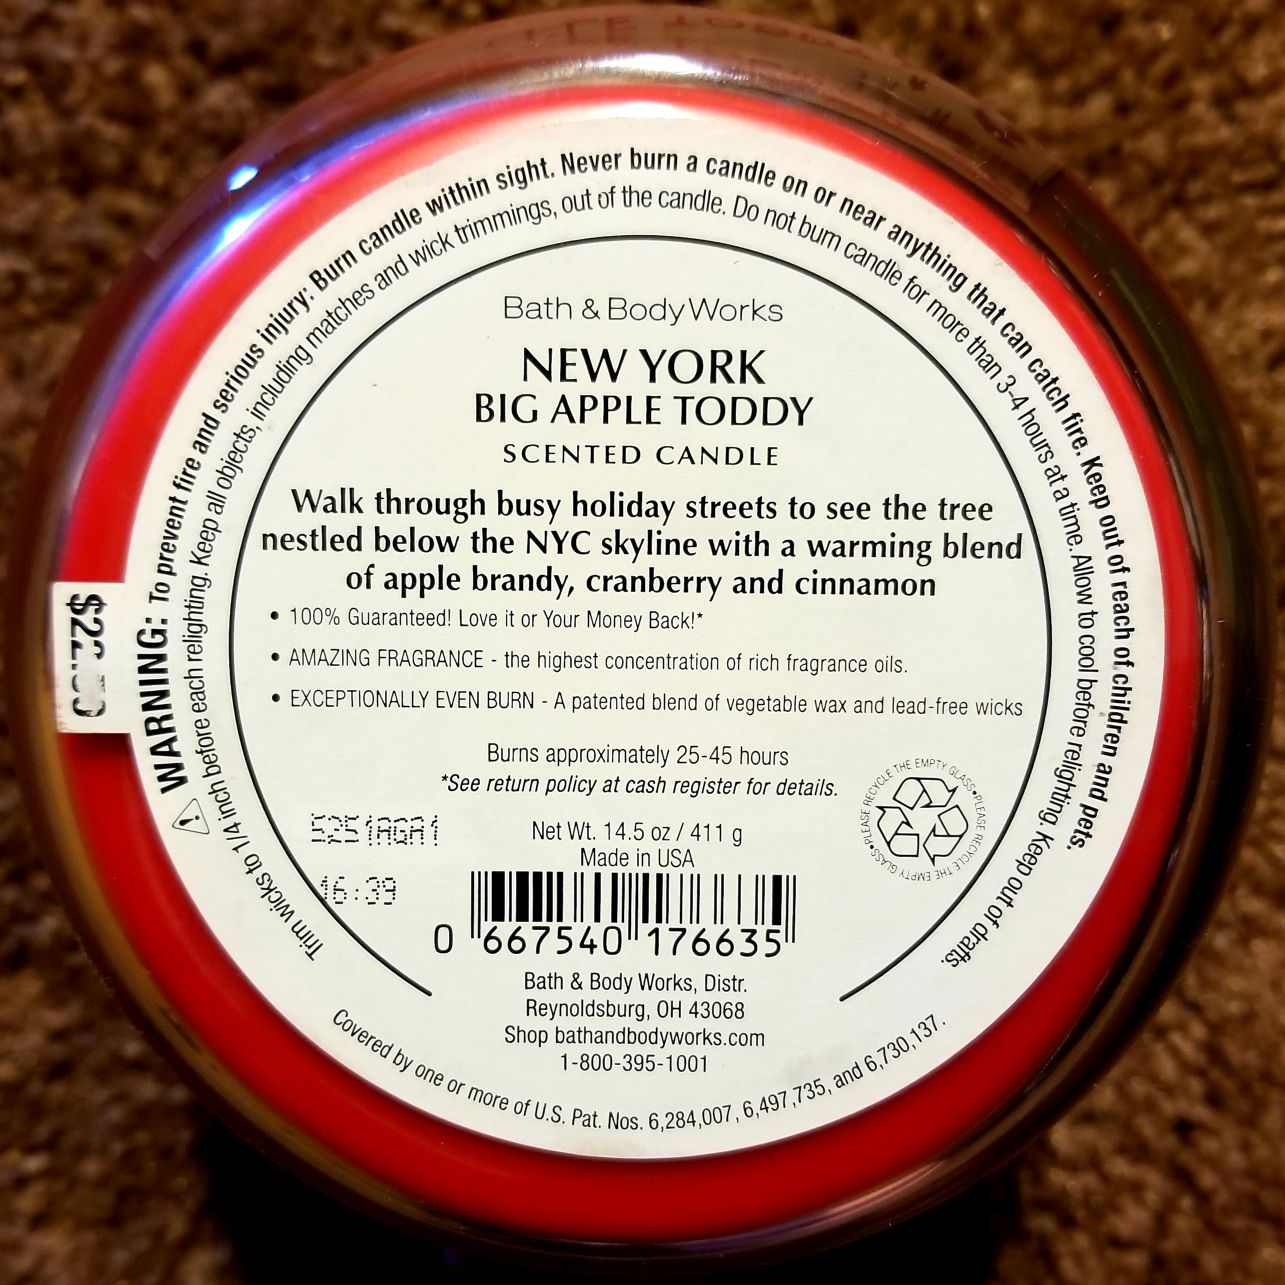 WARNING: To prevent fire and serious injury: Burn candle within sight. Never burn a candle on or near anything that can catch fire. Keep out of reach of children and pets.
Trim wicks to 1/4 inch before each relighting. Keep all objects, including matches and wick trimmings, out of the candle. Do not burn candle for more than 3-4 hours at a time. Allow to cool before relighting. Keep out of drafts.
Bath & Body Works
NEW YORK
BIG APPLE TODDY
SCENTED CANDLE
Walk through busy holiday streets to see the tree
nestled below the NYC skyline with a warming blend
of apple brandy, cranberry and cinnamon
• 100% Guaranteed! Love it or Your Money Back!*
• AMAZING FRAGRANCE - the highest concentration of rich fragrance oils.
• EXCEPTIONALLY EVEN BURN - A patented blend of vegetable wax and lead-free wicks
Burns approximately 25-45 hours
*See return policy at cash register for details.
PLEASE RECYCLE THE EMPTY GLASS•PLEASE RECYCLE THE EMPTY GLASS•
5251AGA1
16:39
Net Wt. 14.5 oz / 411 g
Made in USA
0 667540 176635
Bath & Body Works, Distr.
Reynoldsburg, OH 43068
Shop bathandbodyworks.com
1-800-395-1001
Covered by one or more of U.S. Pat. Nos. 6,284,007, 6,497,735, and 6,730,137.